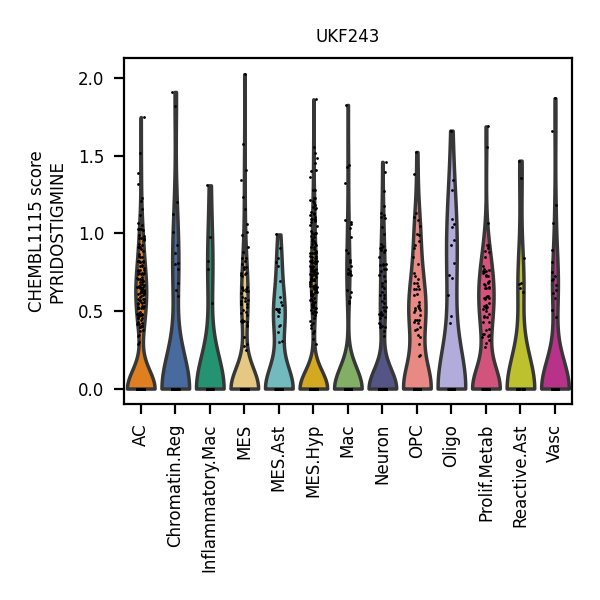 UKF243
CHEMBL1115 score
PYRIDOSTIGMINE
2.0
1.5
1.0
0.5
0.0
AC
Chromatin.Reg
Inflammatory.Mac
MES
MES.Ast
MES.Hyp
Mac
Neuron
OPC
Oligo
Prolif.Metab
Reactive.Ast
Vasc